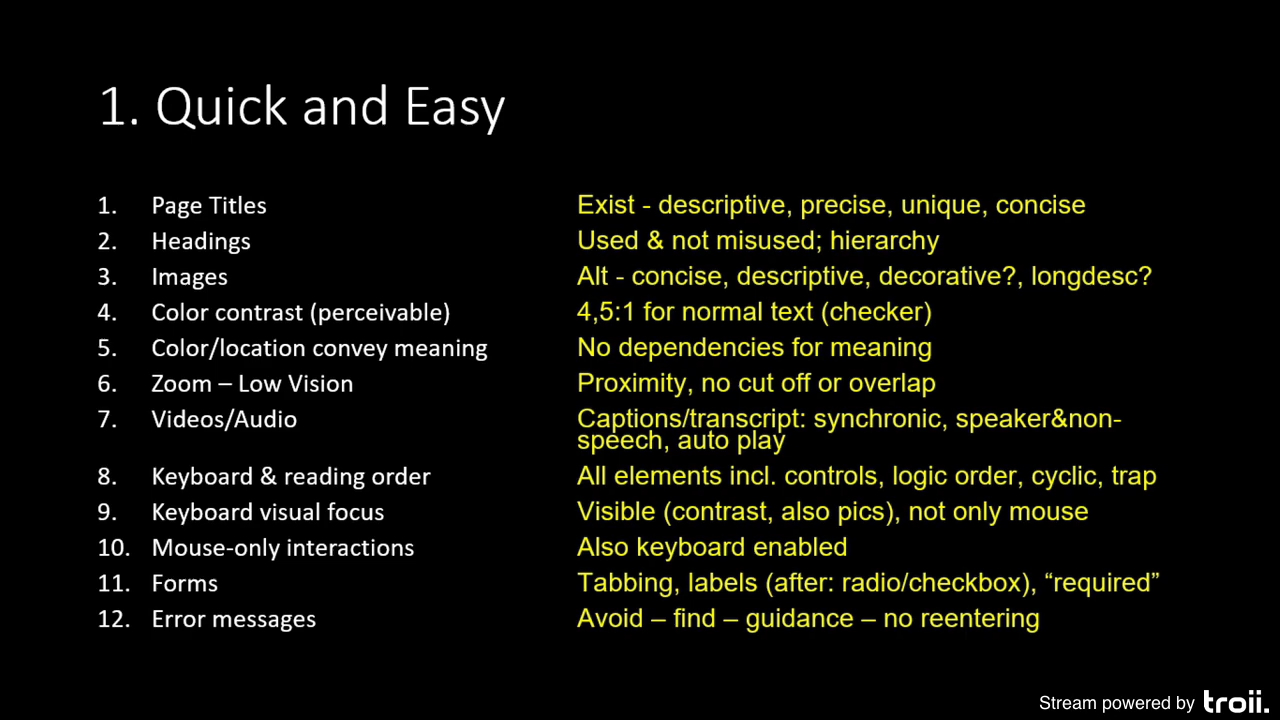 1. Quick and Easy
1. Page Titles Exist - descriptive, precise, unique, concise
2. Headings Used & not misused; hierarchy
3. Images Alt - concise, descriptive, decorative?, longdesc?
4. Color contrast (perceivable) 4,5:1 for normal text (checker)
5. Color/location convey meaning No dependencies for meaning
6. Zoom – Low Vision Proximity, no cut off or overlap
7. Videos/Audio Captions/transcript: synchronic, speaker&non-
speech, auto play
8. Keyboard & reading order All elements incl. controls, logic order, cyclic, trap
9. Keyboard visual focus Visible (contrast, also pics), not only mouse
10. Mouse-only interactions Also keyboard enabled
11. Forms Tabbing, labels (after: radio/checkbox), “required”
12. Error messages Avoid – find – guidance – no reentering
Stream powered by troii.